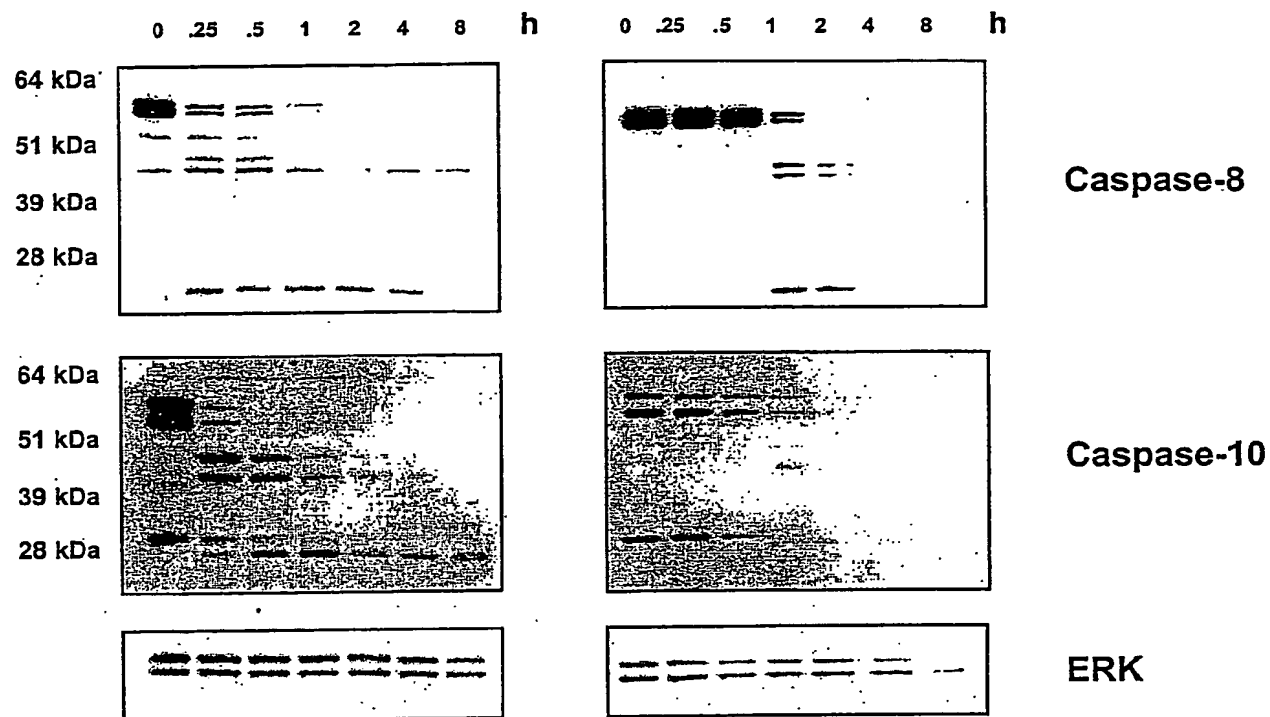 0 .25 .5 1 2 4 8 h
0 .25 .5 1 2 4 8 h
64 kDa
51 kDa
39 kDa
28 kDa
Caspase-8
64 kDa
51 kDa
39 kDa
28 kDa
Caspase-10
ERK